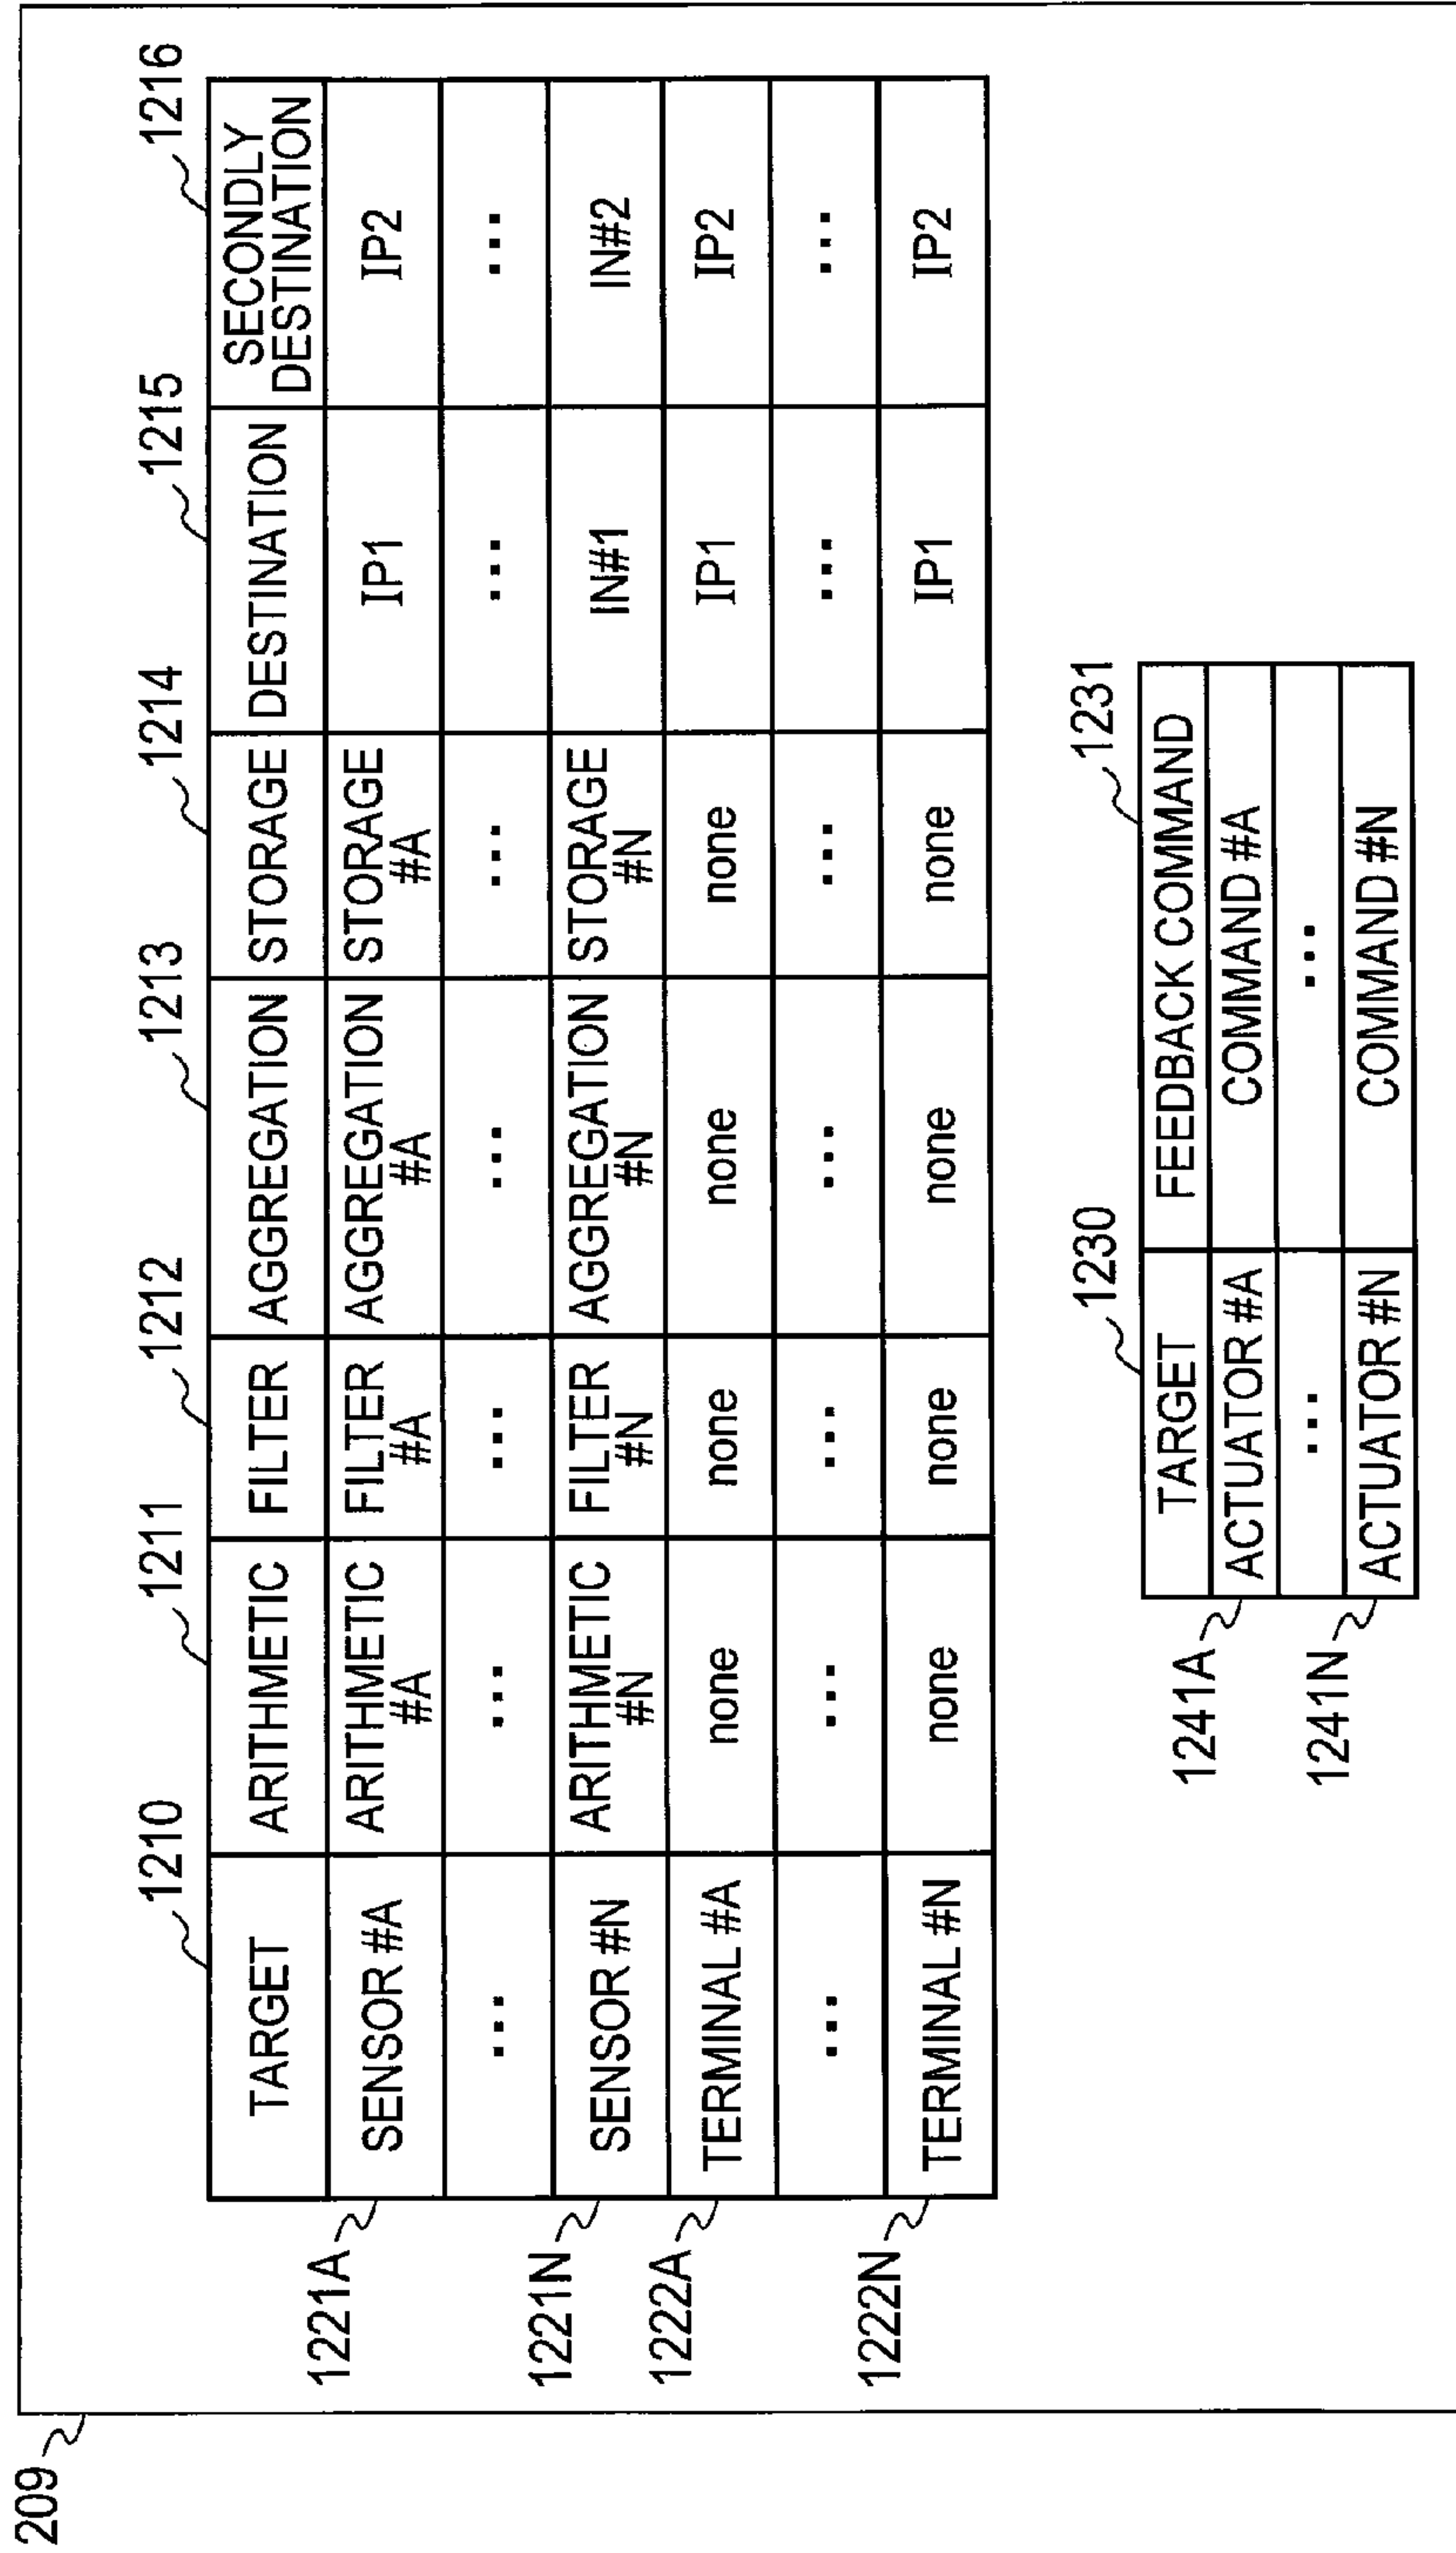 209
1210 1211 1212 1213 1214 1215 1216
TARGET ARITHMETIC FILTER AGGREGATION STORAGE DESTINATION SECONDLY DESTINATION
1221A SENSOR #A ARITHMETIC #A FILTER #A AGGREGATION #A STORAGE #A IP1 IP2
... ... ... ... ... ... ...
1221N SENSOR #N ARITHMETIC #N FILTER #N AGGREGATION #N STORAGE #N IN#1 IN#2
1222A TERMINAL #A none none none none IP1 IP2
... ... ... ... ... ... ...
1222N TERMINAL #N none none none none IP1 IP2
1230 1231
TARGET FEEDBACK COMMAND
1241A ACTUATOR #A COMMAND #A
... ...
1241N ACTUATOR #N COMMAND #N